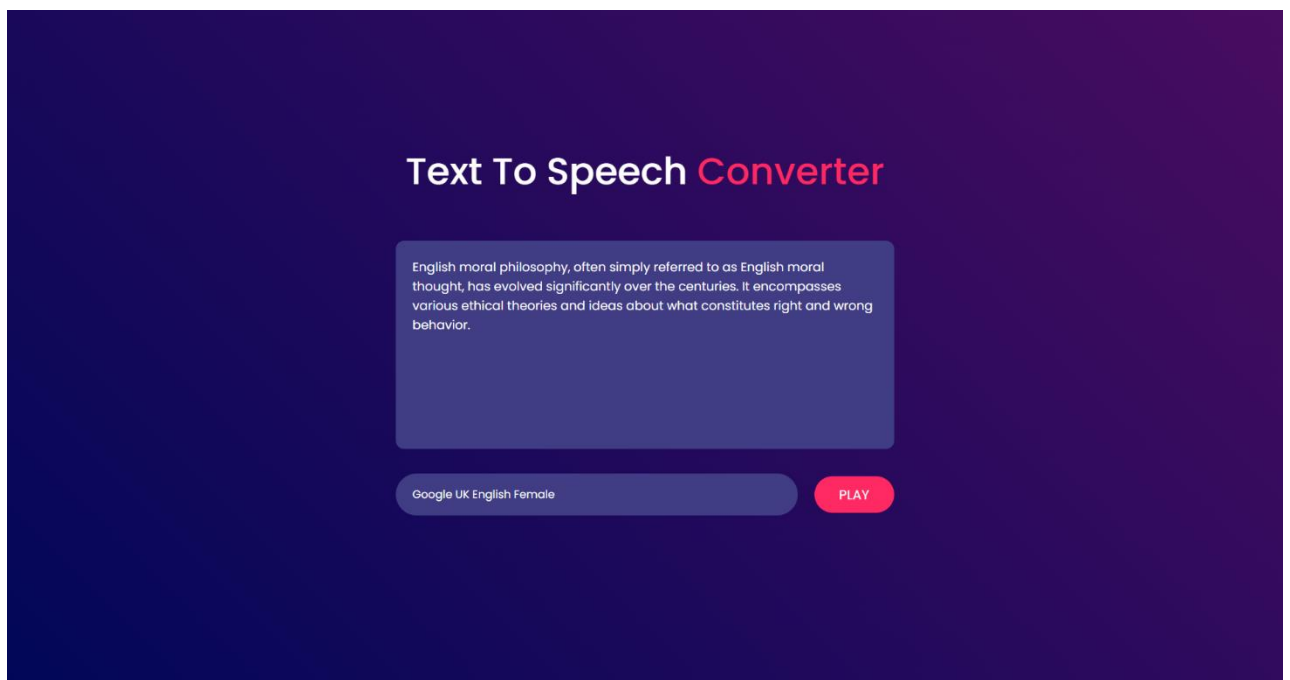 Text To Speech Converter
English moral philosophy, often simply referred to as English moral
thought, has evolved significantly over the centuries. It encompasses
various ethical theories and ideas about what constitutes right and wrong
behavior.
Google UK English Female
PLAY